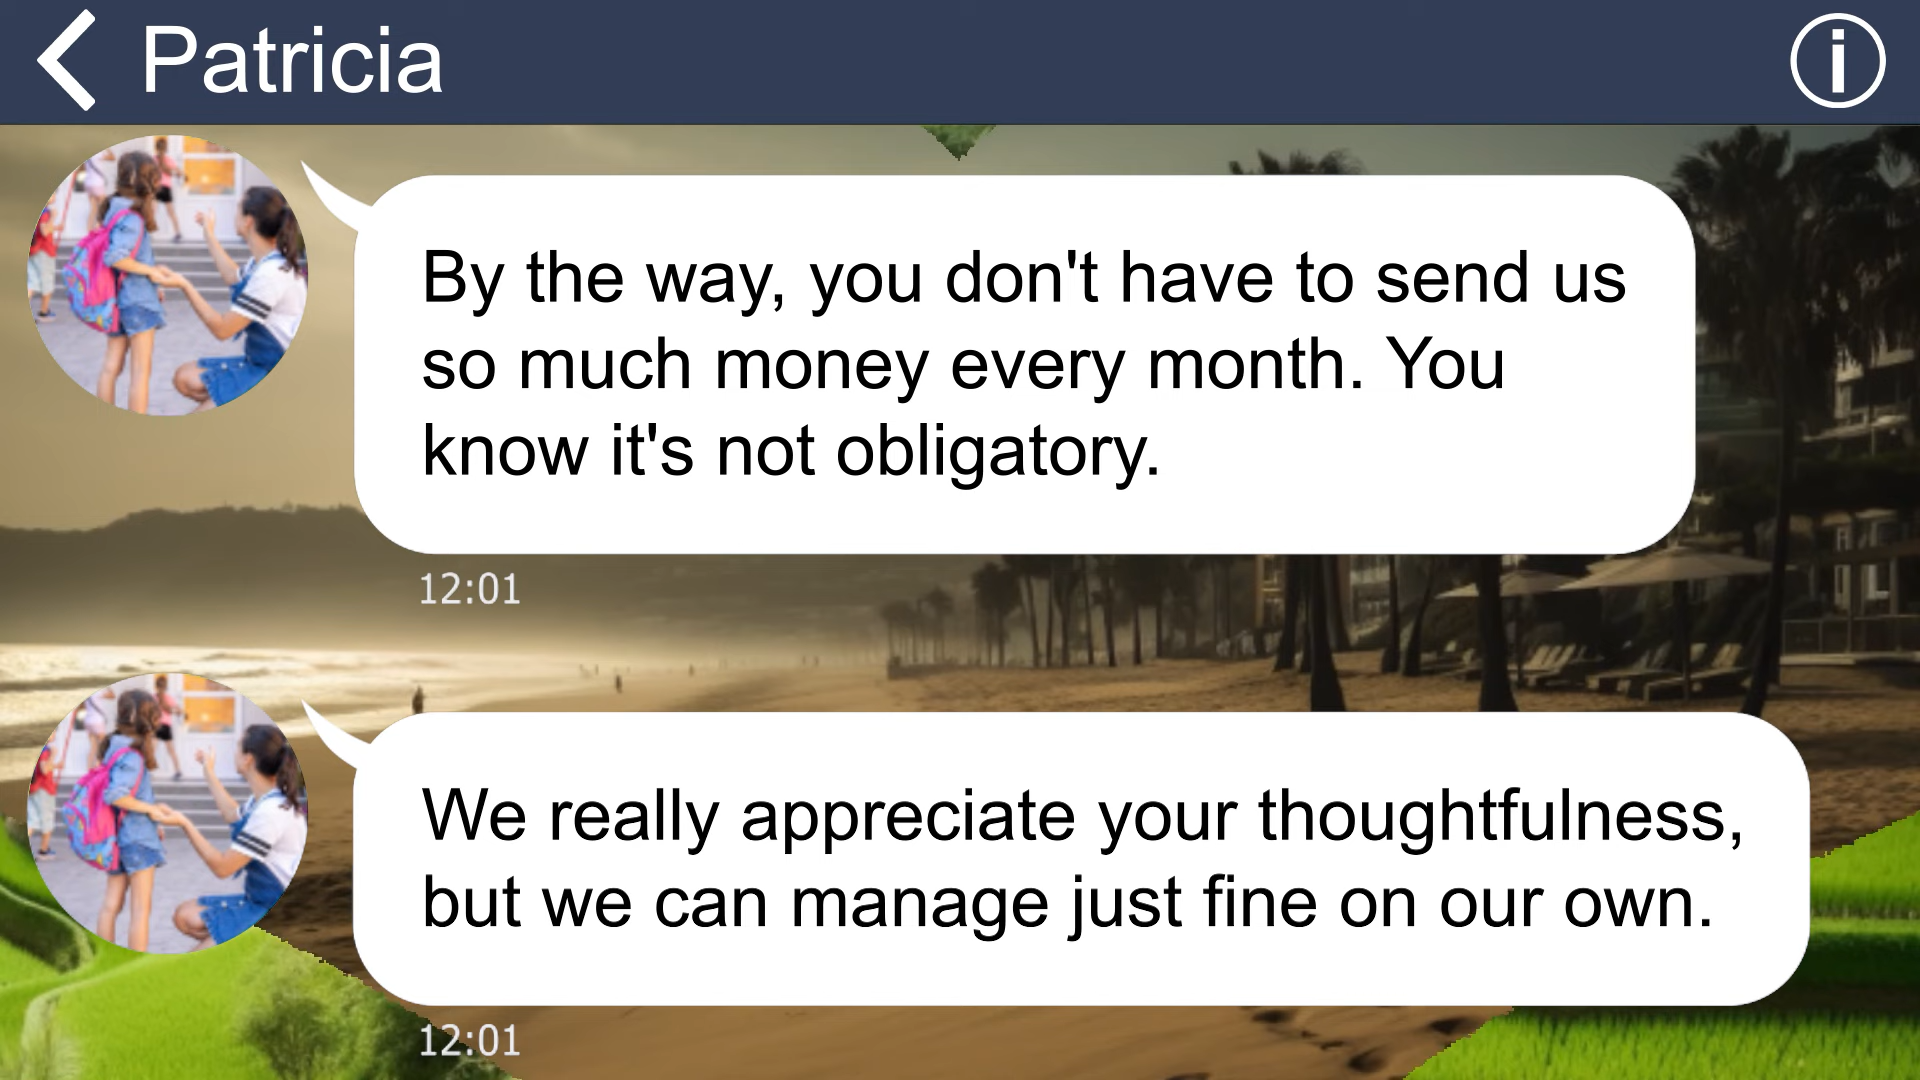 Patricia
By the way, you don't have to send us
so much money every month. You
know it's not obligatory.
12:01
We really appreciate your thoughtfulness,
but we can manage just fine on our own.
12:01